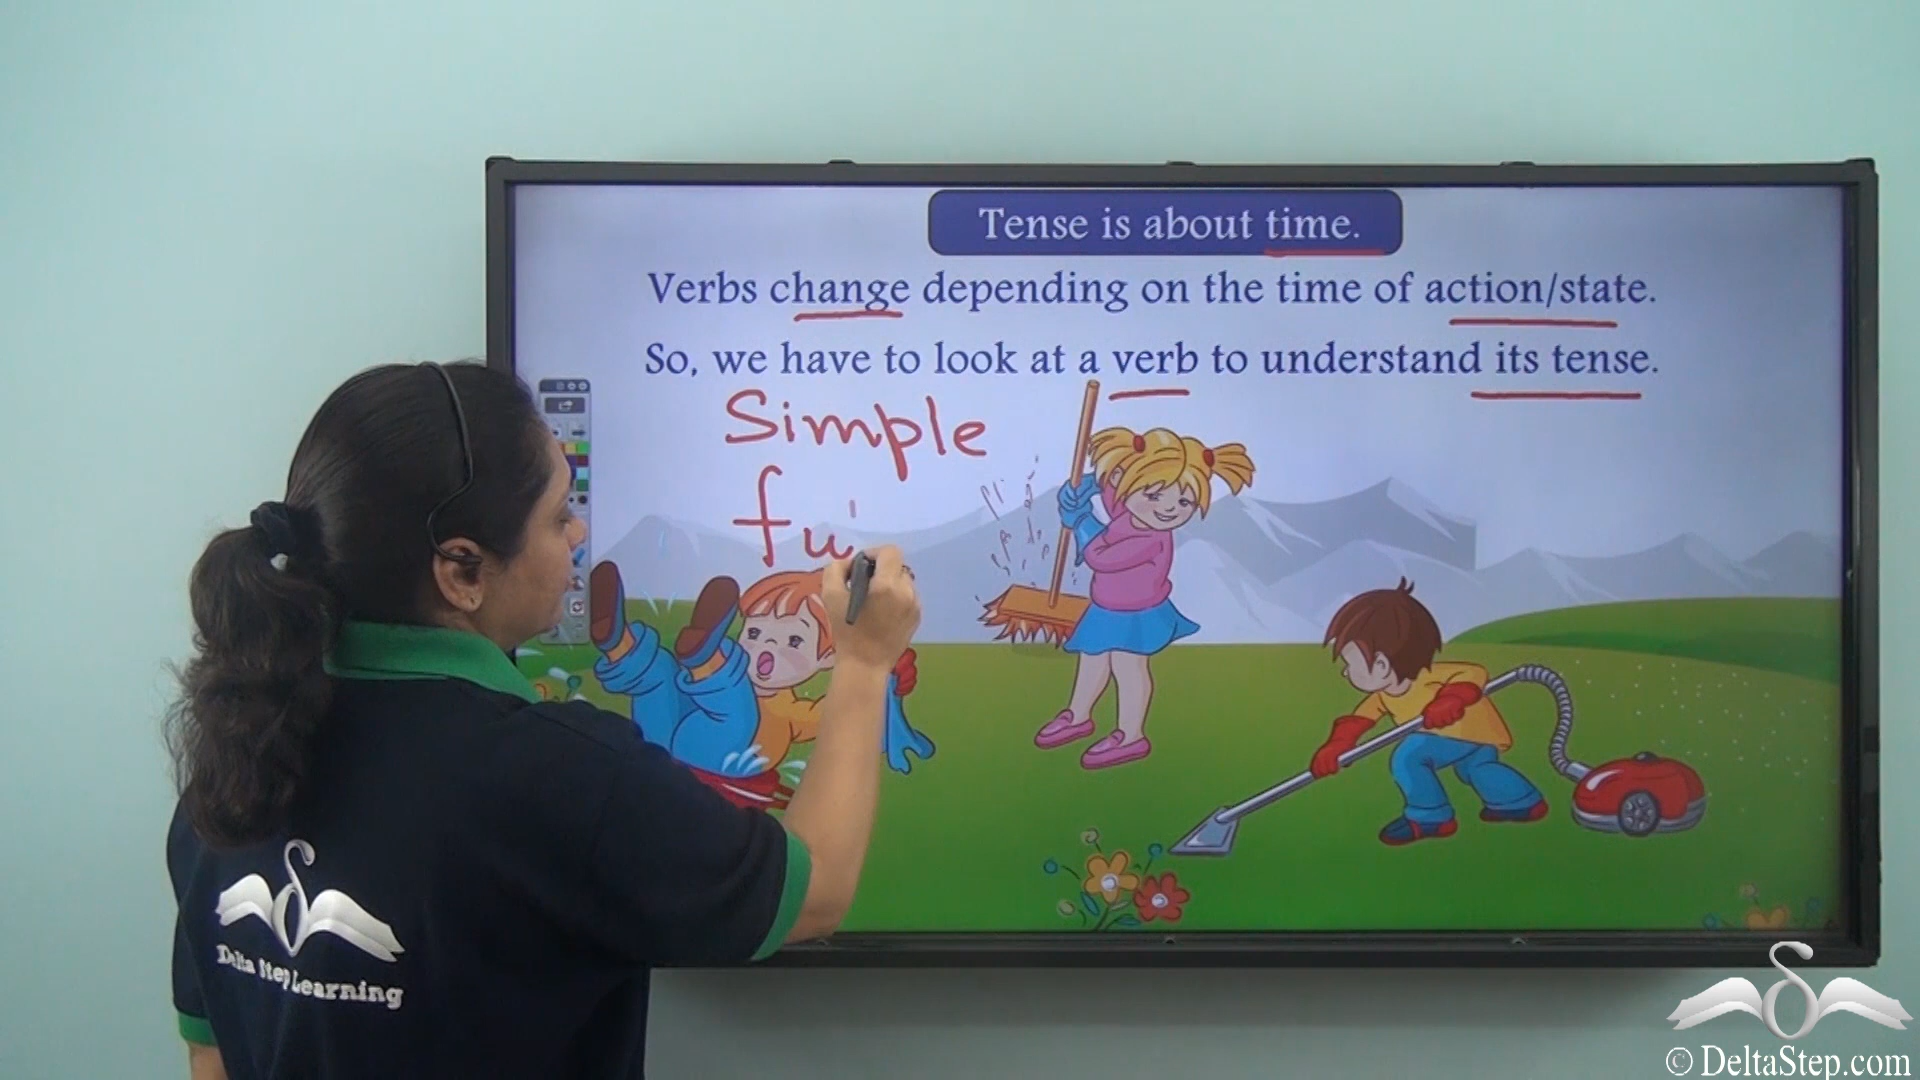 Tense is about time.
Verbs change depending on the time of action/state.
So, we have to look at a verb to understand its tense.
Simple
fu
Delta Step Learning
© DeltaStep.com